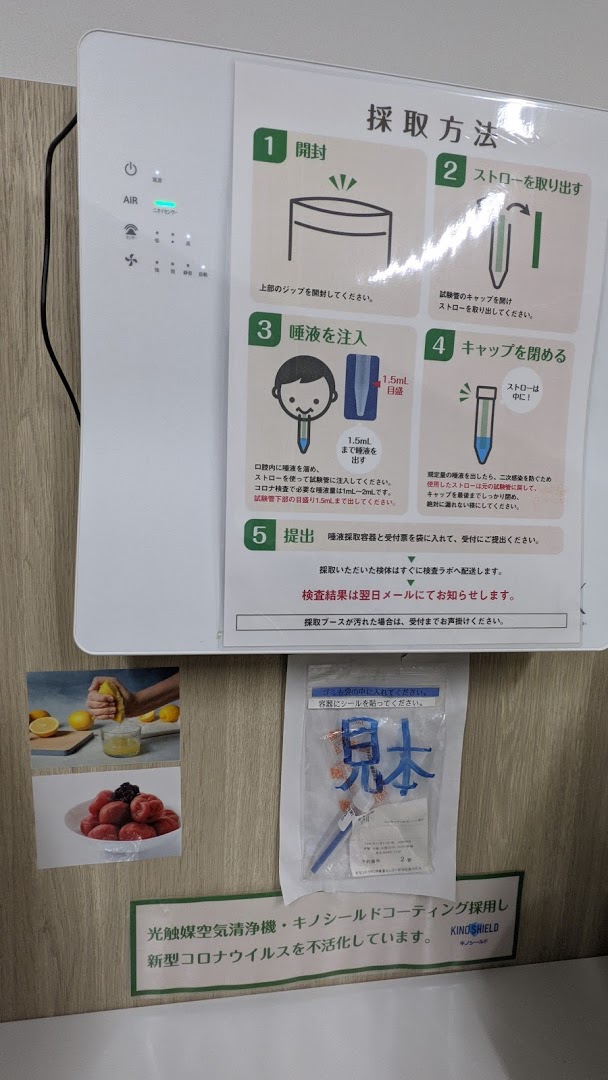 採取方法
1 開封
上部のジップを開封してください。
2 ストローを取り出す
試験管のキャップを開け
ストローを取り出してください。
3 唾液を注入
1.5mL
目盛
1.5mL
まで唾液を
出す
口腔内に唾液を溜め、
ストローを使って試験管に注入してください。
コロナ検査で必要な唾液量は1mL〜2mLです。
試験管下部の目盛り1.5mLまで出してください。
4 キャップを閉める
ストローは
中に！
規定量の唾液を出したら、二次感染を防ぐため
使用したストローは元の試験管に戻して、
キャップを最後までしっかり閉め、
絶対に漏れない様にしてください。
5 提出 唾液採取容器と受付票を袋に入れて、受付にご提出ください。
採取いただいた検体はすぐに検査ラボへ配送します。
検査結果は翌日メールにてお知らせします。
採取ブースが汚れた場合は、受付までお声掛けください。
AIR
ニオイセンサー
容器にシールを貼ってください。
見本
光触媒空気清浄機・キノシールドコーティング採用し
新型コロナウイルスを不活化しています。
KINOSHIELD
キノシールド